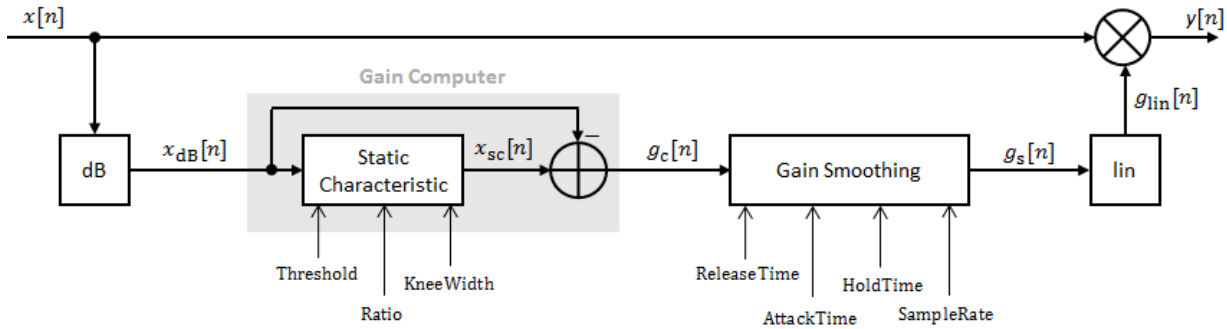 x[n]
y[n]
Gain Computer
g_lin[n]
dB
x_dB[n]
Static
Characteristic
x_sc[n]
−
g_c[n]
Gain Smoothing
g_s[n]
lin
Threshold
KneeWidth
Ratio
ReleaseTime
HoldTime
AttackTime
SampleRate